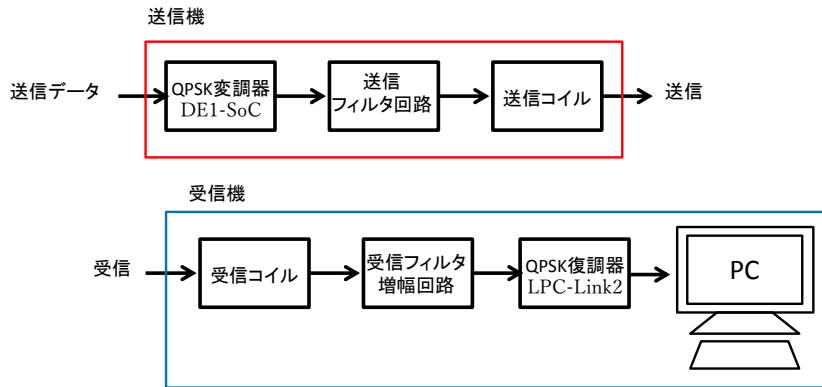 送信機
送信データ
QPSK変調器
DE1-SoC
送信
フィルタ回路
送信コイル
送信
受信機
受信
受信コイル
受信フィルタ
増幅回路
QPSK復調器
LPC-Link2
PC